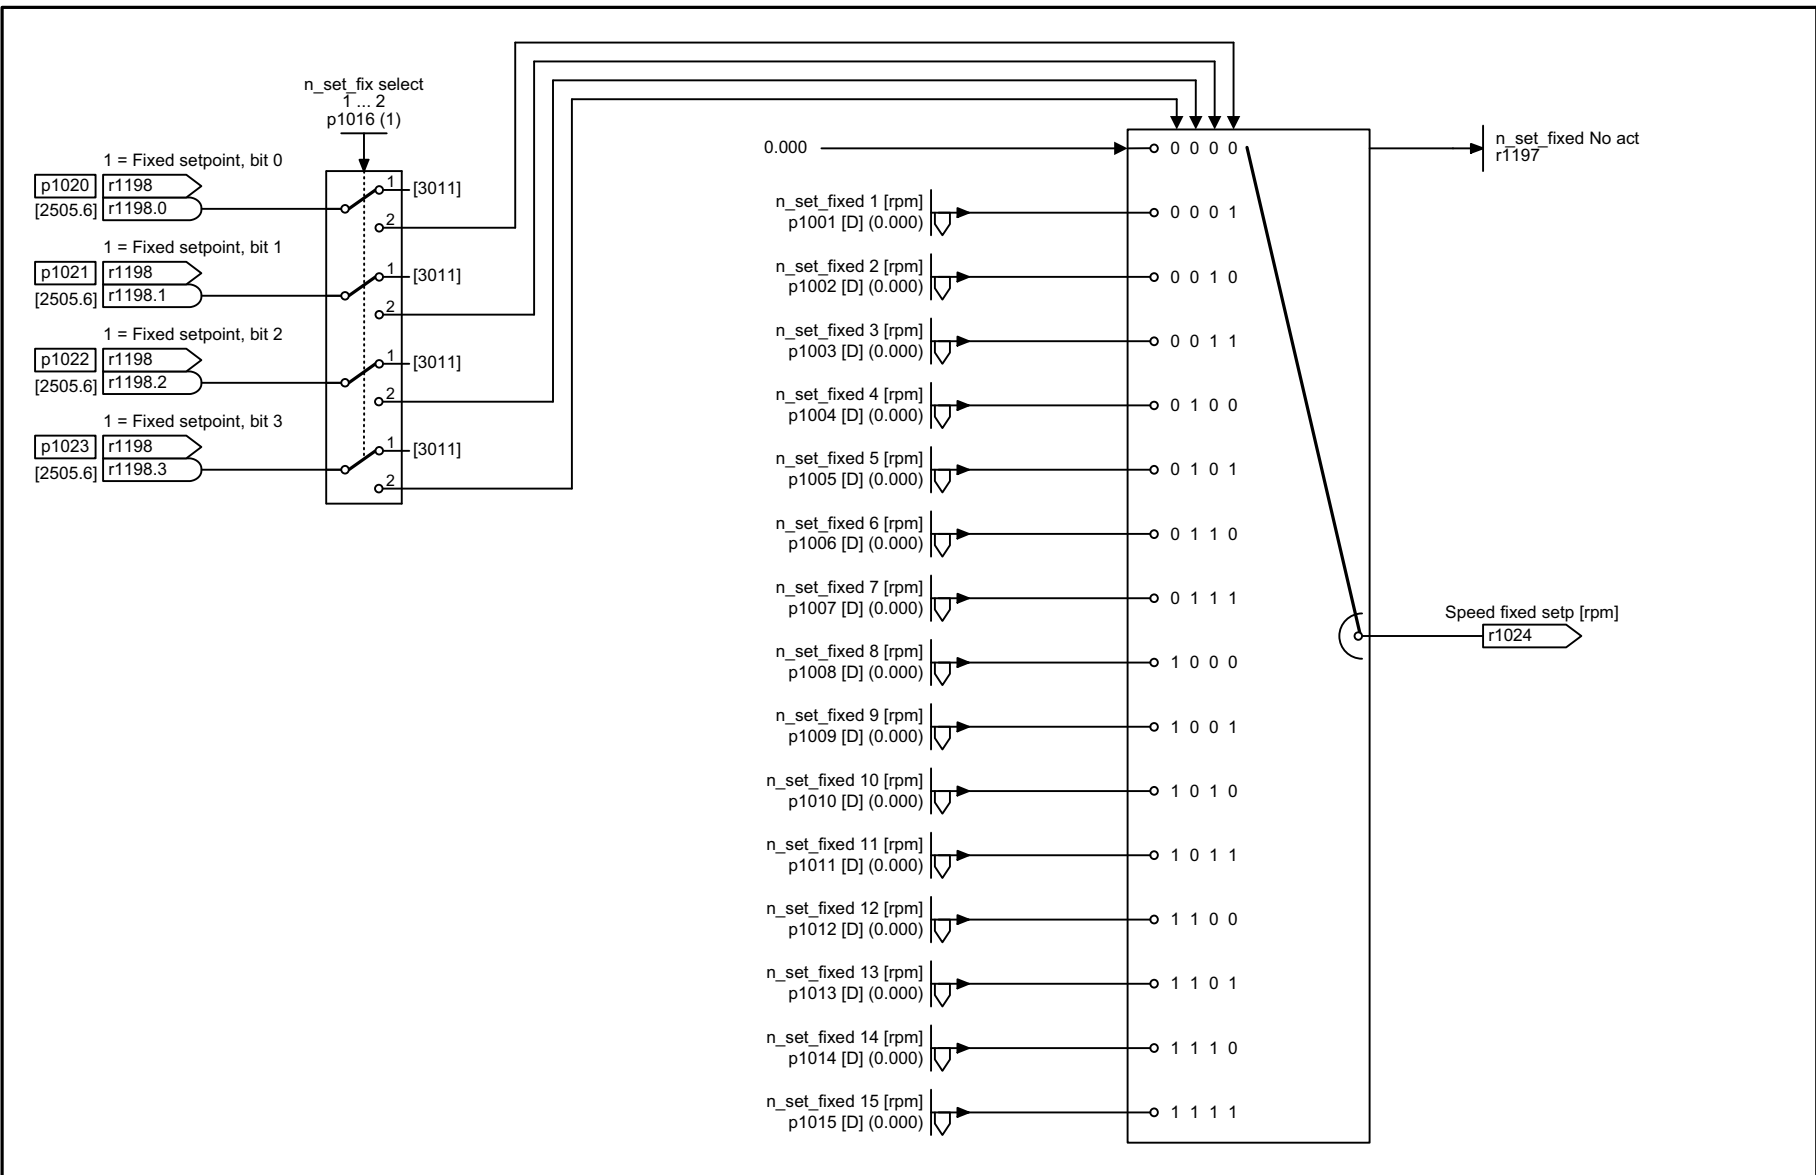 n_set_fix select
1 ... 2
p1016 (1)
1 = Fixed setpoint, bit 0
p1020 r1198
[2505.6] r1198.0
1 [3011]
2
1 = Fixed setpoint, bit 1
p1021 r1198
[2505.6] r1198.1
1 [3011]
2
1 = Fixed setpoint, bit 2
p1022 r1198
[2505.6] r1198.2
1 [3011]
2
1 = Fixed setpoint, bit 3
p1023 r1198
[2505.6] r1198.3
1 [3011]
2
0.000
0 0 0 0
n_set_fixed No act
r1197
n_set_fixed 1 [rpm]
p1001 [D] (0.000)
0 0 0 1
n_set_fixed 2 [rpm]
p1002 [D] (0.000)
0 0 1 0
n_set_fixed 3 [rpm]
p1003 [D] (0.000)
0 0 1 1
n_set_fixed 4 [rpm]
p1004 [D] (0.000)
0 1 0 0
n_set_fixed 5 [rpm]
p1005 [D] (0.000)
0 1 0 1
n_set_fixed 6 [rpm]
p1006 [D] (0.000)
0 1 1 0
n_set_fixed 7 [rpm]
p1007 [D] (0.000)
0 1 1 1
Speed fixed setp [rpm]
r1024
n_set_fixed 8 [rpm]
p1008 [D] (0.000)
1 0 0 0
n_set_fixed 9 [rpm]
p1009 [D] (0.000)
1 0 0 1
n_set_fixed 10 [rpm]
p1010 [D] (0.000)
1 0 1 0
n_set_fixed 11 [rpm]
p1011 [D] (0.000)
1 0 1 1
n_set_fixed 12 [rpm]
p1012 [D] (0.000)
1 1 0 0
n_set_fixed 13 [rpm]
p1013 [D] (0.000)
1 1 0 1
n_set_fixed 14 [rpm]
p1014 [D] (0.000)
1 1 1 0
n_set_fixed 15 [rpm]
p1015 [D] (0.000)
1 1 1 1